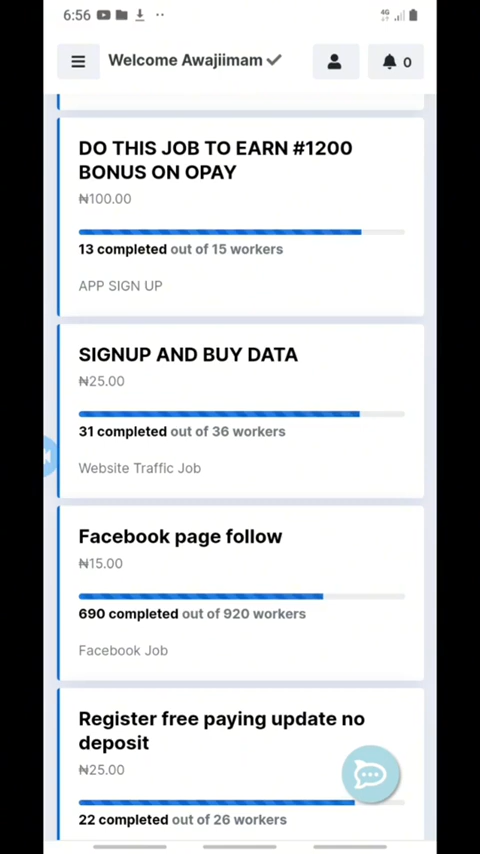 6:56
4G
Welcome Awajiimam
0
DO THIS JOB TO EARN #1200
BONUS ON OPAY
₦100.00
13 completed out of 15 workers
APP SIGN UP
SIGNUP AND BUY DATA
₦25.00
31 completed out of 36 workers
Website Traffic Job
Facebook page follow
₦15.00
690 completed out of 920 workers
Facebook Job
Register free paying update no
deposit
₦25.00
22 completed out of 26 workers